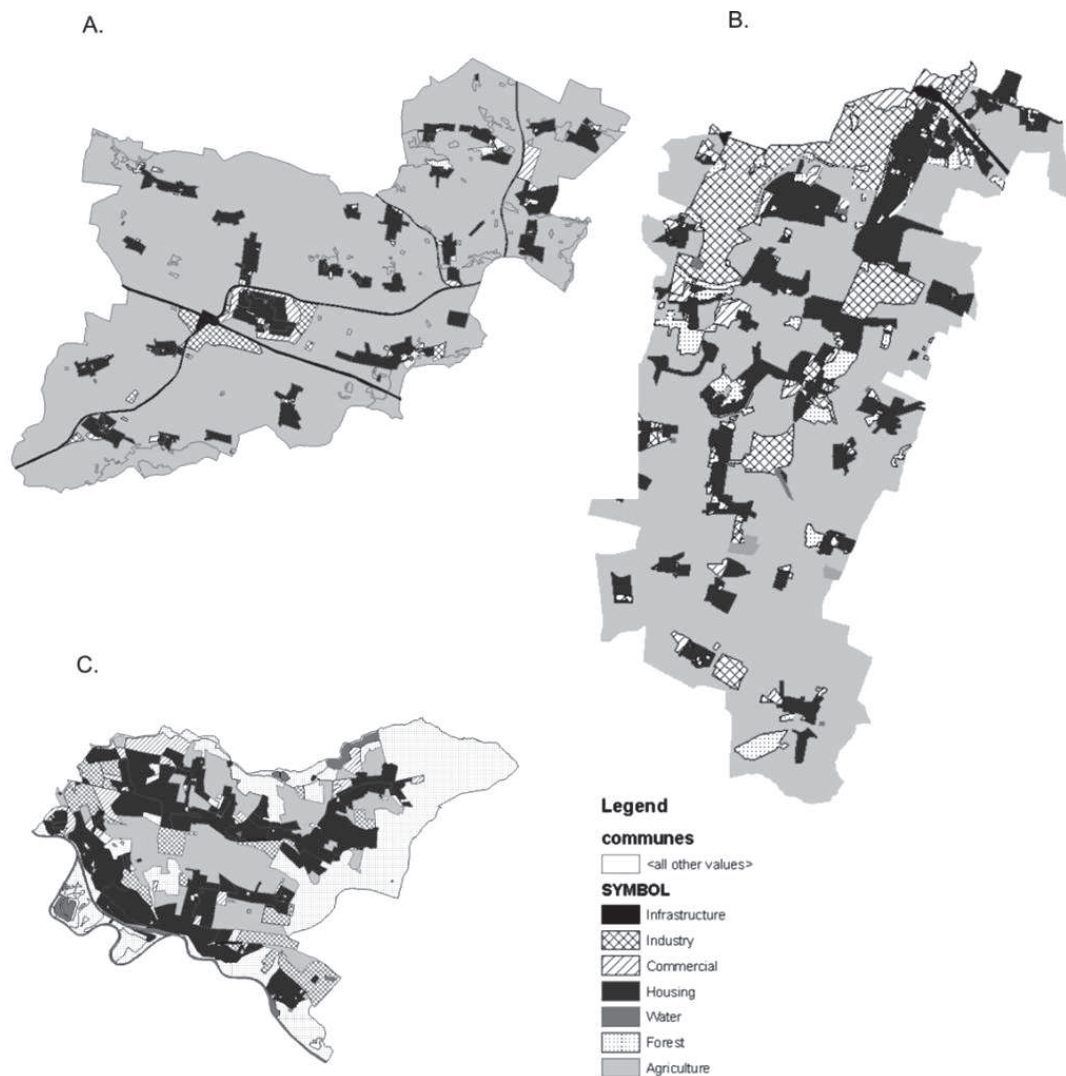 A.
B.
C.
Legend
communes
<all other values>
SYMBOL
Infrastructure
Industry
Commercial
Housing
Water
Forest
Agriculture